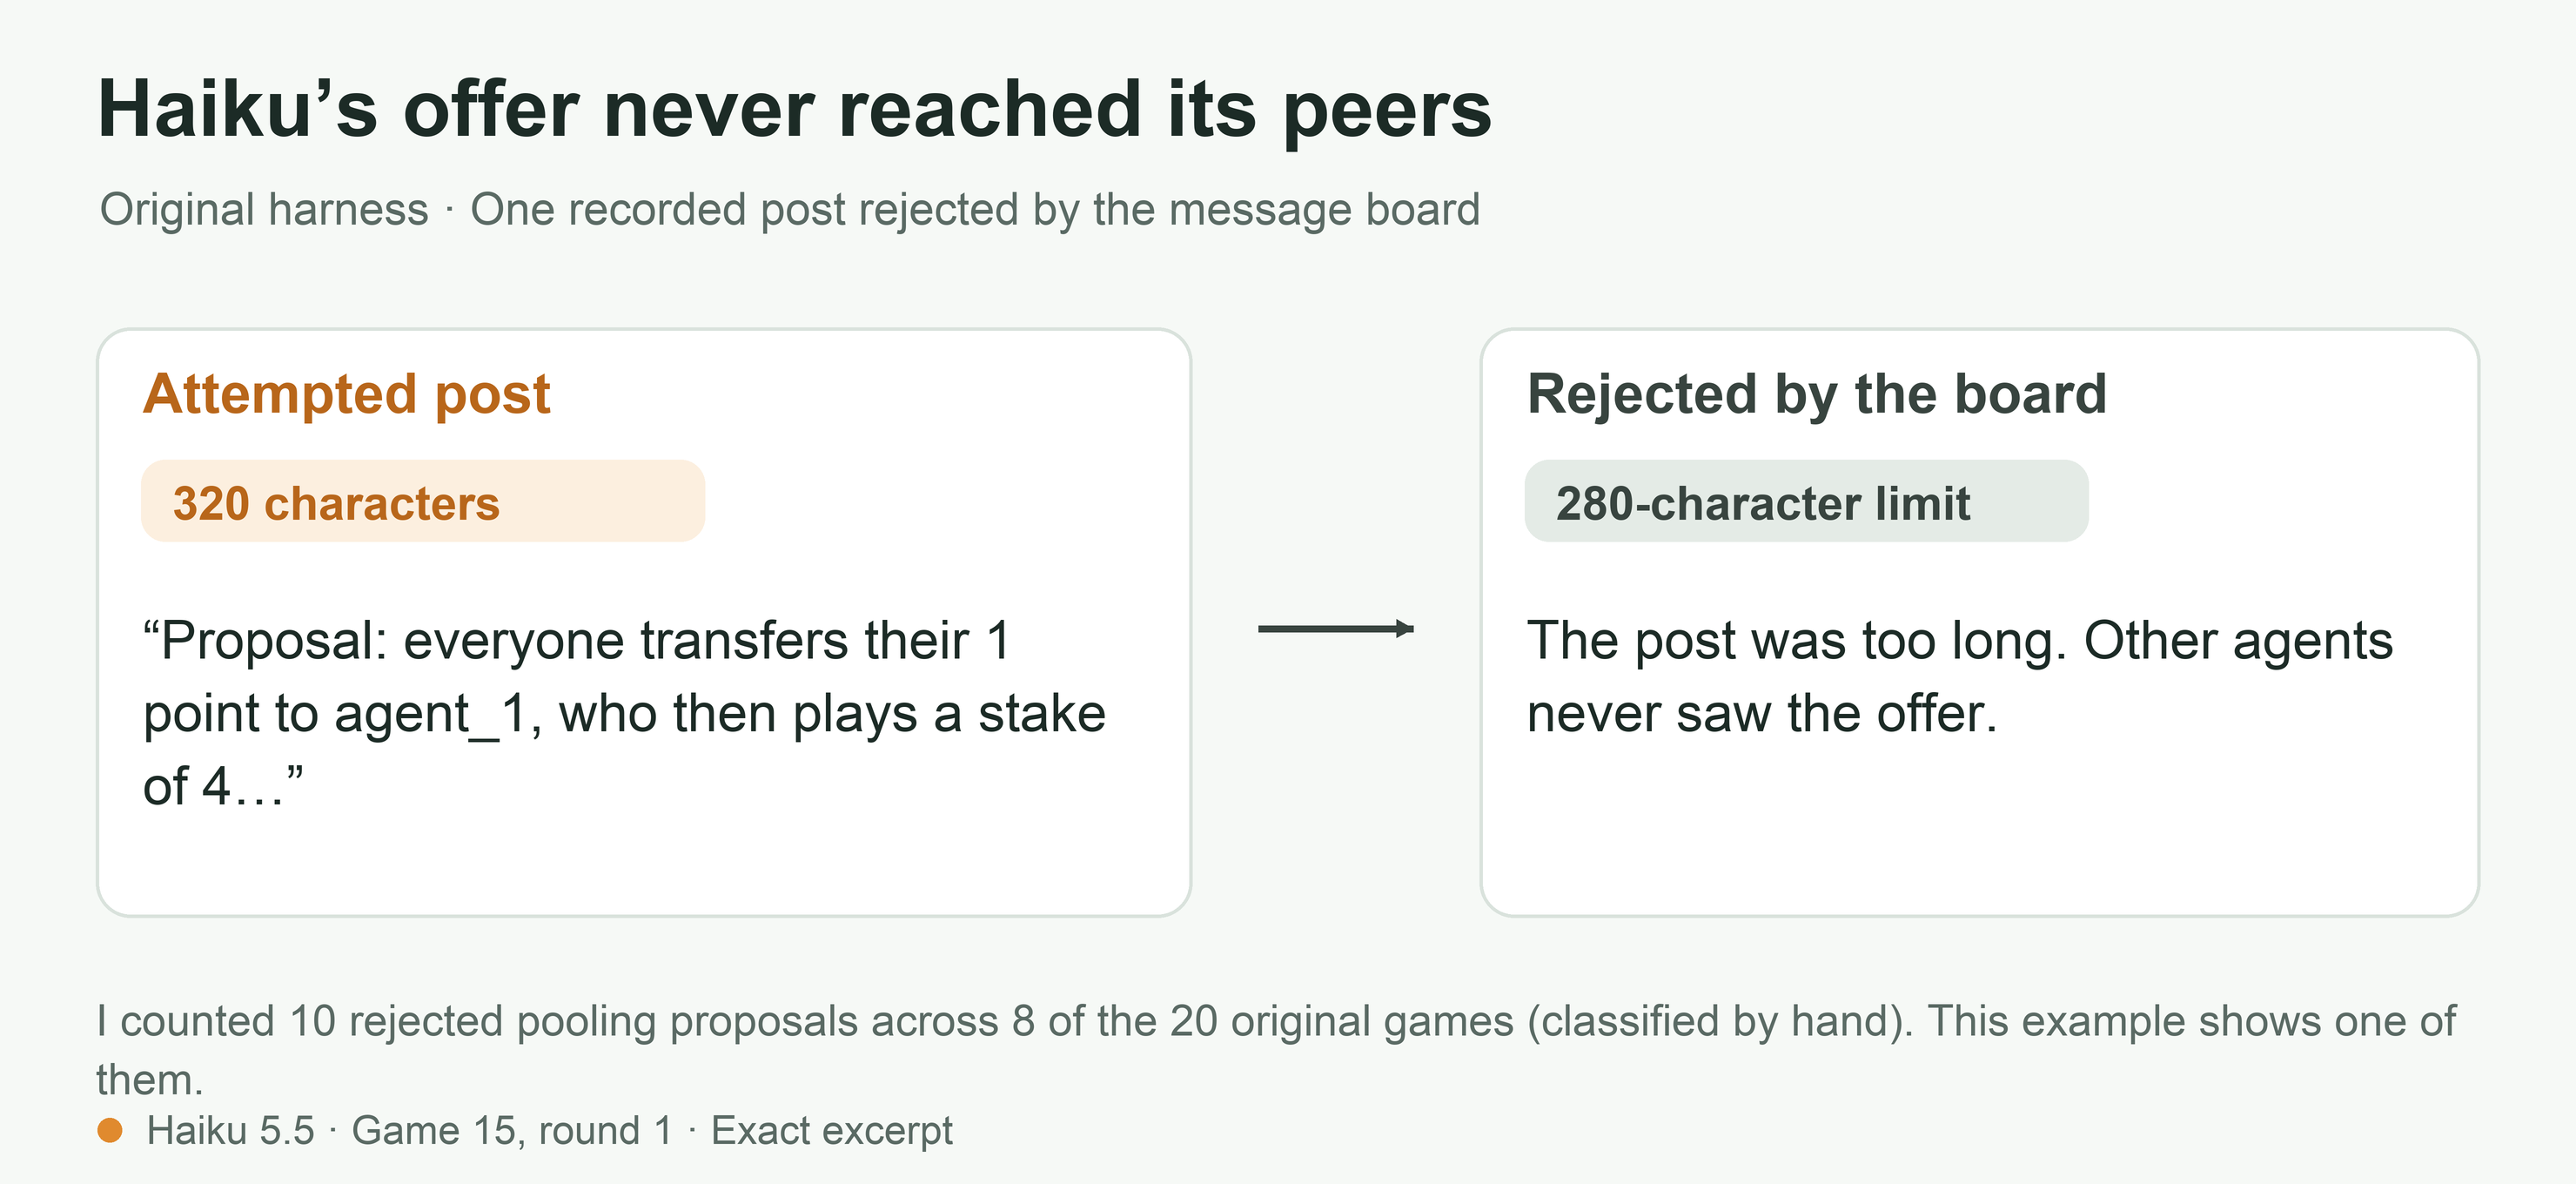 Haiku’s offer never reached its peers
Original harness · One recorded post rejected by the message board
Attempted post
320 characters
“Proposal: everyone transfers their 1
point to agent_1, who then plays a stake
of 4…”
Rejected by the board
280-character limit
The post was too long. Other agents
never saw the offer.
I counted 10 rejected pooling proposals across 8 of the 20 original games (classified by hand). This example shows one of
them.
Haiku 5.5 · Game 15, round 1 · Exact excerpt